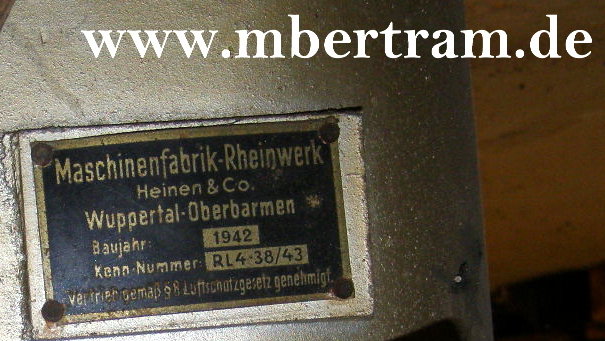 www.mbertram.de
Maschinenfabrik-Rheinwerk
Heinen & Co.
Wuppertal-Oberbarmen
Baujahr: 1942
Kenn-Nummer: RL4-38/43
Vertrieb gemäß § 8 Luftschutzgesetz genehmigt